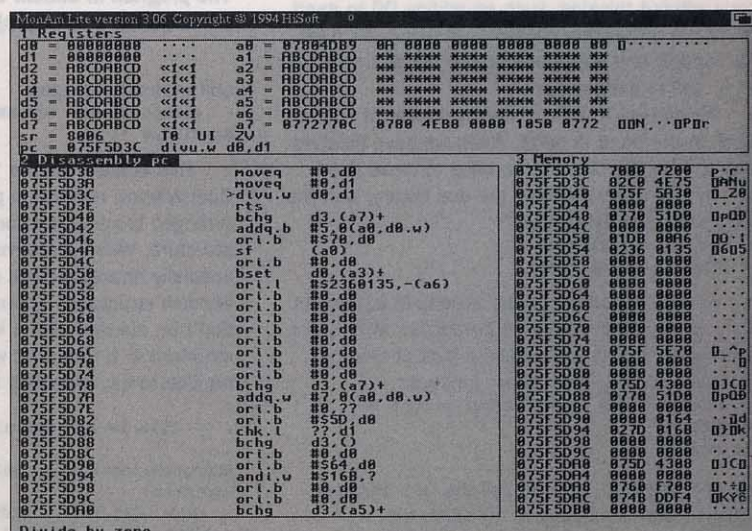 MonAm Lite version 3.06 Copyright © 1994 HiSoft
1 Registers
d0 = 00000000 .... a0 = 07804DB9 0A 0000 0000 0000 0000 00
d1 = 00000000 .... a1 = ABCDABCD ** **** **** **** **** **
d2 = ABCDABCD ««
d3 = ABCDABCD a3 = ABCDABCD ** **** **** **** **** **
d4 = ABCDABCD a4 = ABCDABCD ** **** **** **** **** **
d5 = ABCDABCD a5 = ABCDABCD ** **** **** **** **** **
d6 = ABCDABCD a6 = ABCDABCD ** **** **** **** **** **
d7 = ABCDABCD a7 = 0772770C 0780 4EB8 0000 1050 0772
sr = 8006 T0 UI ZV
pc = 075F5D3C divu.w d0,d1
2 Disassembly pc
075F5D38 moveq #0,d0
075F5D3A moveq #0,d1
075F5D3C >divu.w d0,d1
075F5D3E rts
075F5D40 bchg d3,(a7)+
075F5D42 addq.b #5,0(a0,d0.w)
075F5D46 ori.b #$70,d0
075F5D4A sf (a0)
075F5D4C ori.b #0,d0
075F5D50 bset d0,(a3)+
075F5D52 ori.l #$2360135,-(a6)
075F5D58 ori.b #0,d0
075F5D5C ori.b #0,d0
075F5D60 ori.b #0,d0
075F5D64 ori.b #0,d0
075F5D68 ori.b #0,d0
075F5D6C ori.b #0,d0
075F5D70 ori.b #0,d0
075F5D74 ori.b #0,d0
075F5D78 bchg d3,(a7)+
075F5D7A addq.w #7,0(a0,d0.w)
075F5D7E ori.b #0,??
075F5D82 ori.b #$5D,d0
075F5D86 chk.l ??,d1
075F5D88 bchg d3,()
075F5D8C ori.b #0,d0
075F5D90 ori.b #$64,d0
075F5D94 andi.w #$16B,?
075F5D98 ori.b #0,d0
075F5D9C ori.b #0,d0
075F5DA0 bchg d3,(a5)+
3 Memory
075F5D38 7000 7200 p·r·
075F5D3C 82C0 4E75
075F5D40 075F 5A30
075F5D44 0000 0000 ....
075F5D48 0770 51D0
075F5D4C 0000 0000 ....
075F5D50 01DB 00A6
075F5D54 0236 0135
075F5D58 0000 0000 ....
075F5D5C 0000 0000 ....
075F5D60 0000 0000 ....
075F5D64 0000 0000 ....
075F5D68 0000 0000 ....
075F5D6C 0000 0000 ....
075F5D70 0000 0000 ....
075F5D74 0000 0000 ....
075F5D78 075F 5E70
075F5D7C 0000 0000
075F5D80 0000 0000 ....
075F5D84 075D 4308
075F5D88 0770 51D0
075F5D8C 0000 0000 ....
075F5D90 0000 0164
075F5D94 027D 016B
075F5D98 0000 0000 ....
075F5D9C 0000 0000 ....
075F5DA0 075D 4308
075F5DA4 0000 0000 ....
075F5DA8 0760 F708
075F5DAC 074B DDF4
075F5DB0 0000 0000 ....
Divide by zero